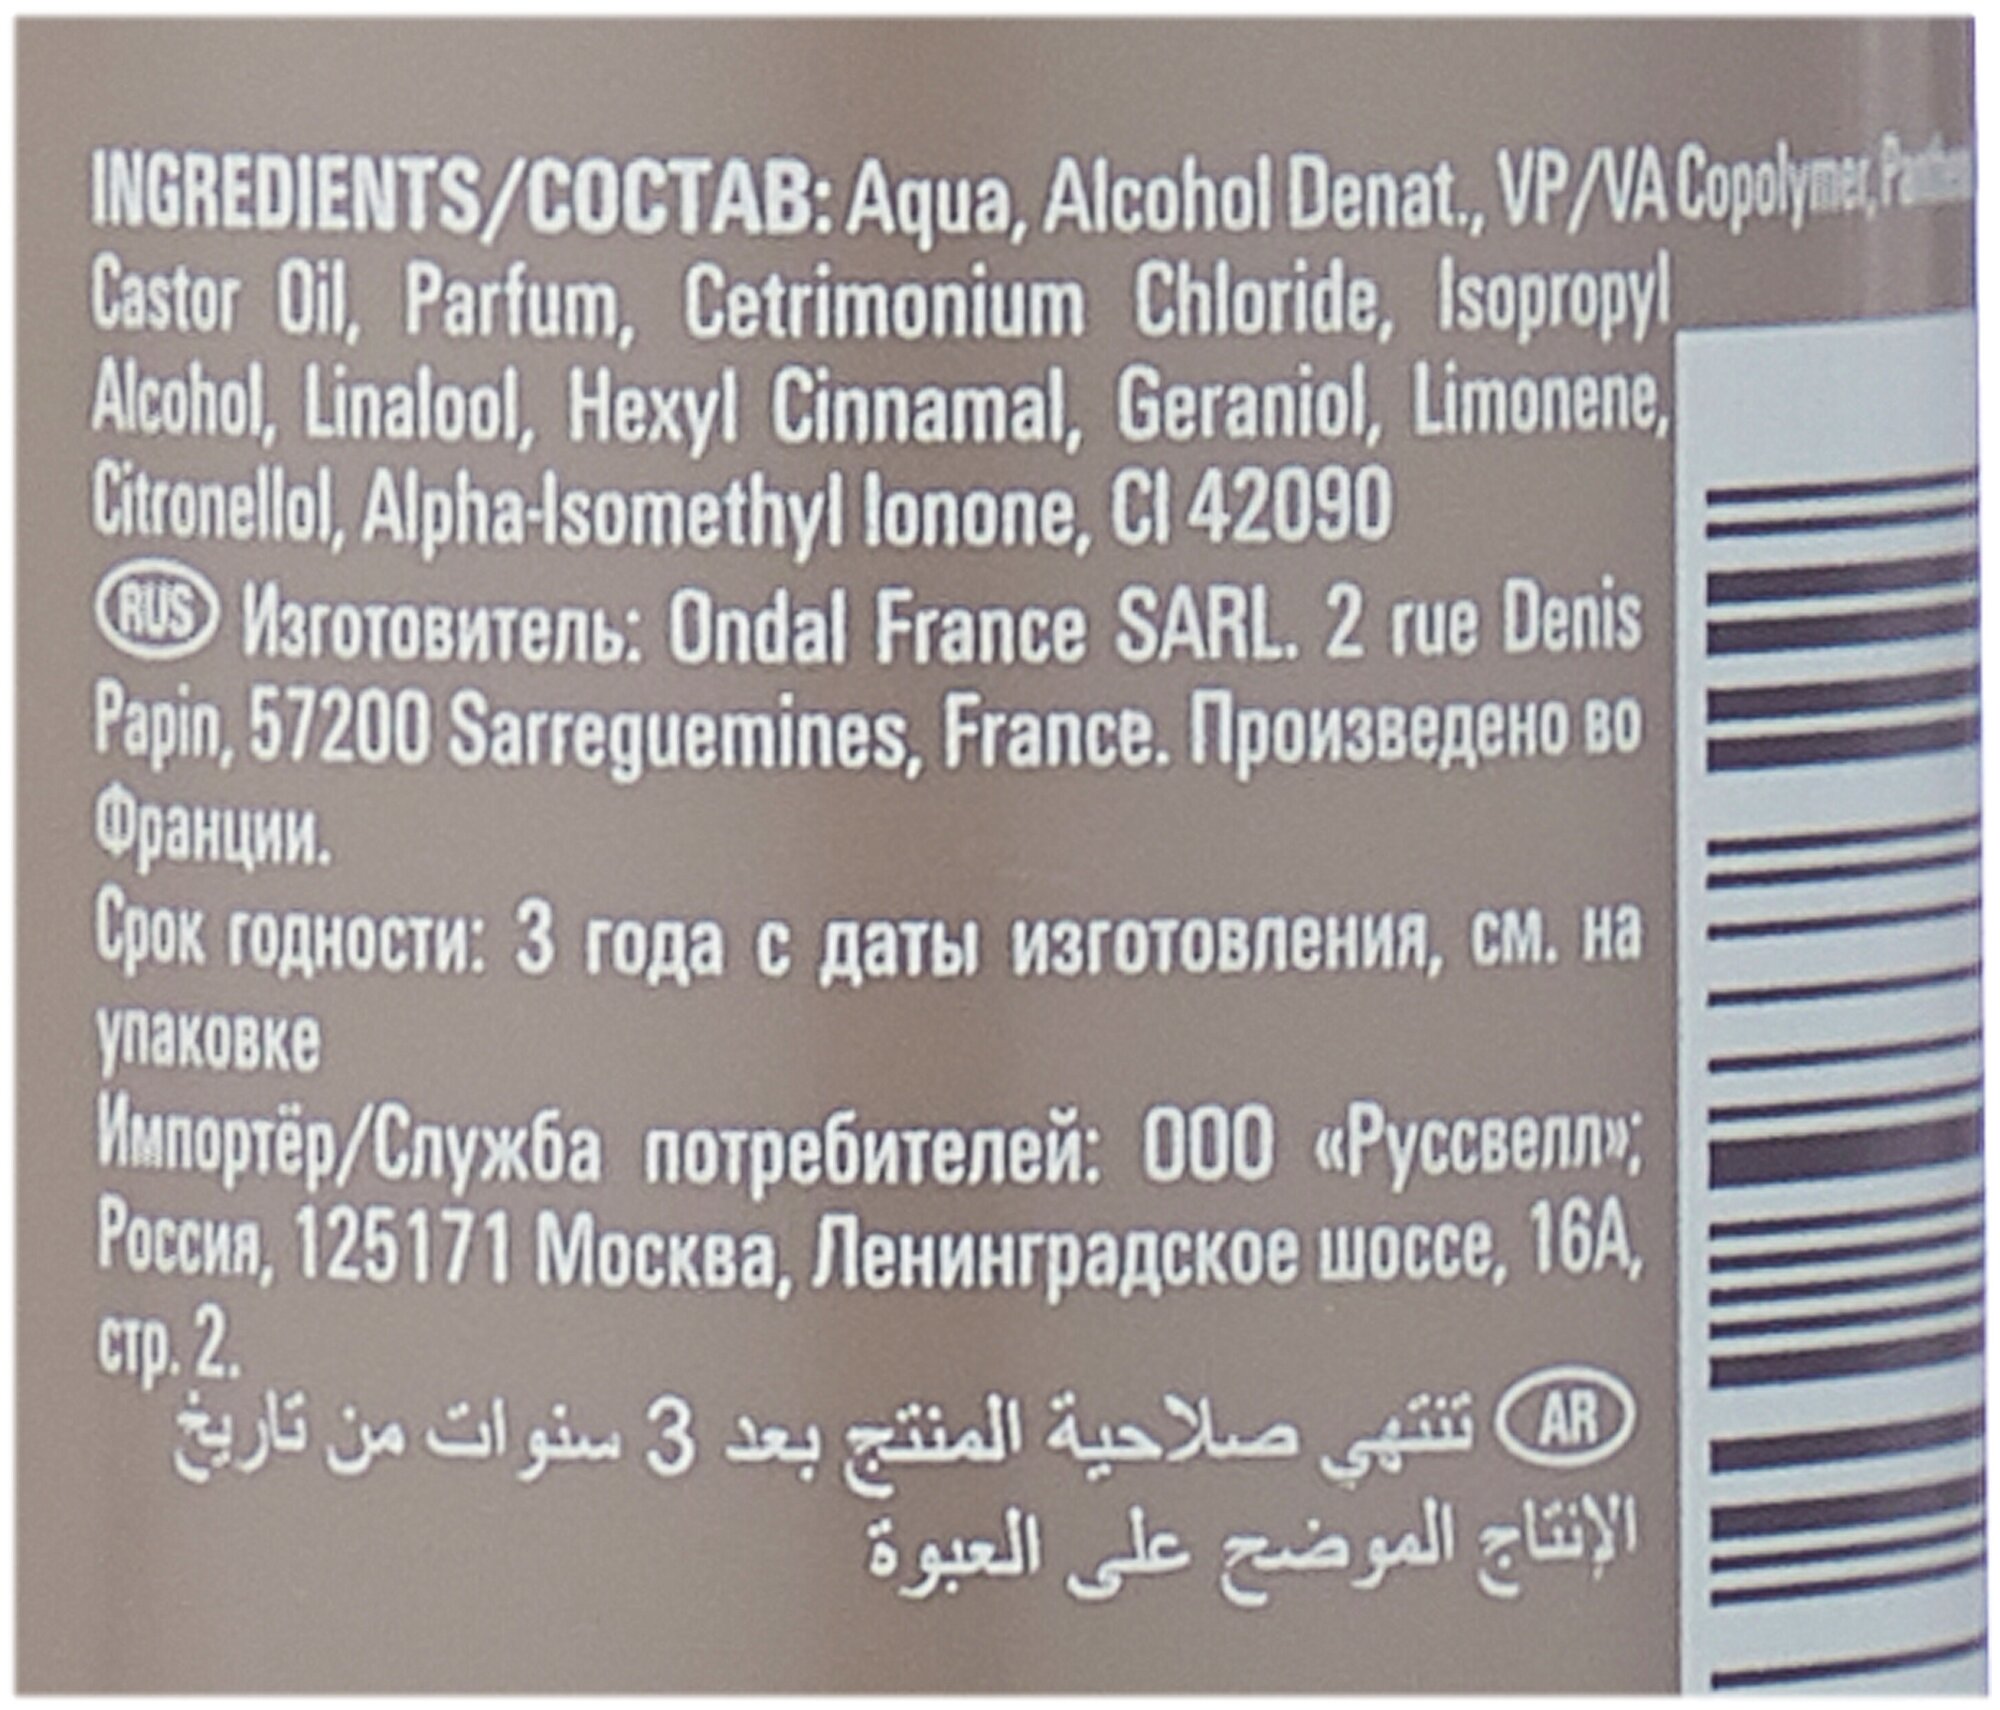 INGREDIENTS/СОСТАВ: Aqua, Alcohol Denat., VP/VA Copolymer,
Castor Oil, Parfum, Cetrimonium Chloride, Isopropyl
Alcohol, Linalool, Hexyl Cinnamal, Geraniol, Limonene,
Citronellol, Alpha-Isomethyl Ionone, CI 42090
RUS Изготовитель: Ondal France SARL. 2 rue Denis
Papin, 57200 Sarreguemines, France. Произведено во
Франции.
Срок годности: 3 года с даты изготовления, см. на
упаковке
Импортёр/Служба потребителей: ООО «Руссвелл»;
Россия, 125171 Москва, Ленинградское шоссе, 16А,
стр. 2.
AR تنتهي صلاحية المنتج بعد 3 سنوات من تاريخ
الإنتاج الموضح على العبوة